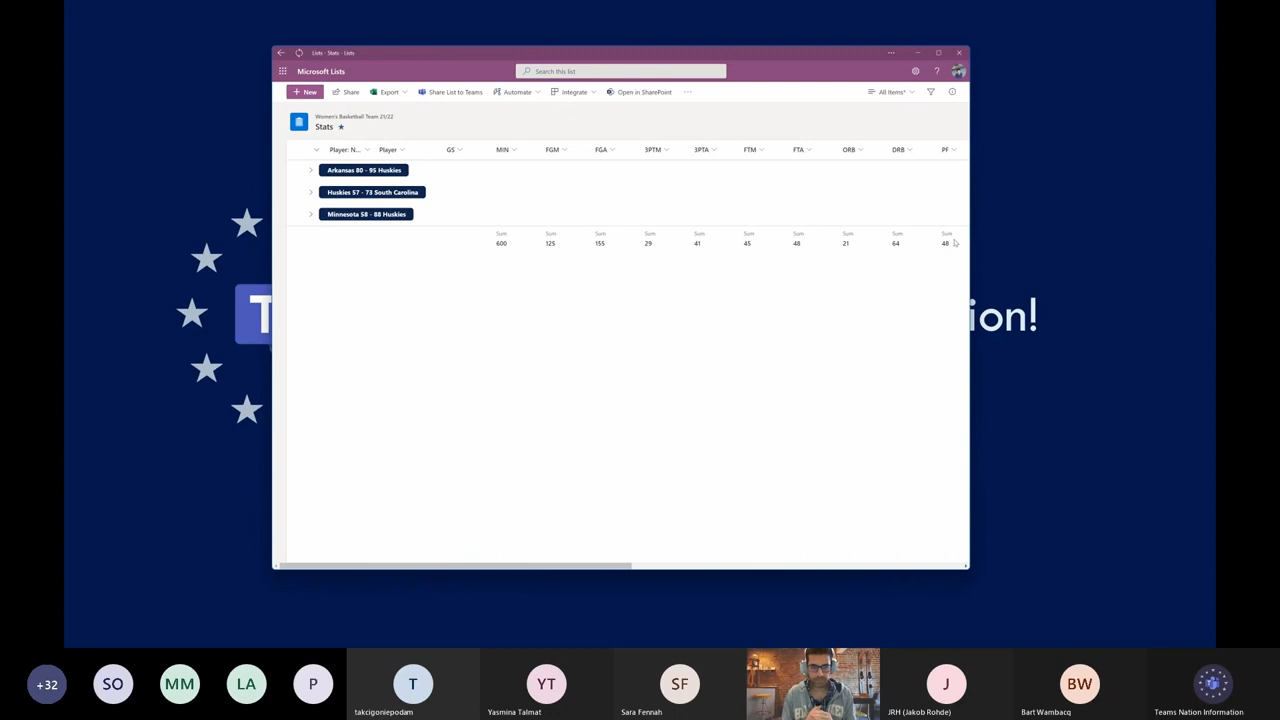 Lists - Stats - Lists
Microsoft Lists
Search this list
New Share Export Share List to Teams Automate Integrate Open in SharePoint All Items*
Women's Basketball Team 21/22
Stats
Player: N... Player GS MIN FGM FGA 3PTM 3PTA FTM FTA ORB DRB PF
Arkansas 80 - 95 Huskies
Huskies 57 - 73 South Carolina
Minnesota 58 - 88 Huskies
Sum Sum Sum Sum Sum Sum Sum Sum Sum Sum
600 125 155 29 41 45 48 21 64 48
T
ion!
+32 SO MM LA P T YT SF J BW
takcigoniepodam Yasmina Talmat Sara Fennah JRH (Jakob Rohde) Bart Wambacq Teams Nation Information